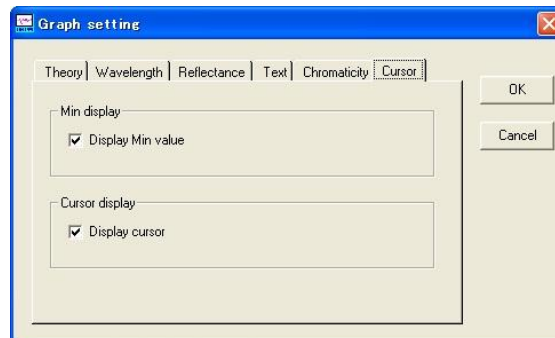 Graph setting
Theory Wavelength Reflectance Text Chromaticity Cursor
OK
Min display
Display Min value
Cancel
Cursor display
Display cursor